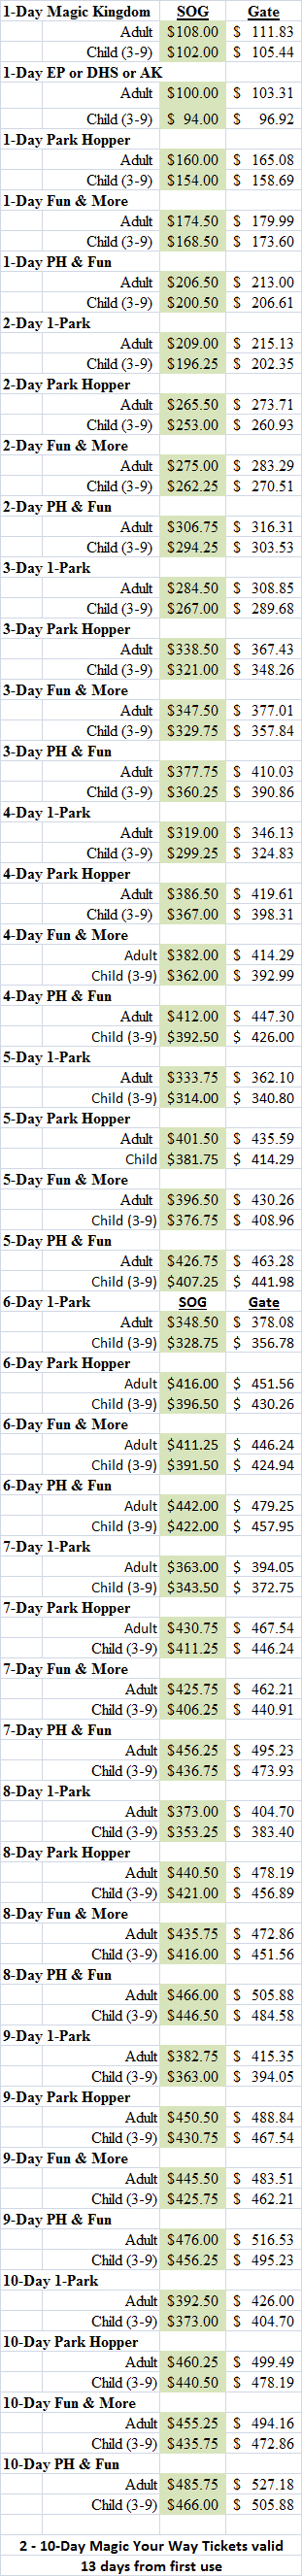 1-Day Magic Kingdom SOG Gate
Adult $108.00 $ 111.83
Child (3-9) $102.00 $ 105.44
1-Day EP or DHS or AK
Adult $100.00 $ 103.31
Child (3-9) $ 94.00 $ 96.92
1-Day Park Hopper
Adult $160.00 $ 165.08
Child (3-9) $154.00 $ 158.69
1-Day Fun & More
Adult $174.50 $ 179.99
Child (3-9) $168.50 $ 173.60
1-Day PH & Fun
Adult $206.50 $ 213.00
Child (3-9) $200.50 $ 206.61
2-Day 1-Park
Adult $209.00 $ 215.13
Child (3-9) $196.25 $ 202.35
2-Day Park Hopper
Adult $265.50 $ 273.71
Child (3-9) $253.00 $ 260.93
2-Day Fun & More
Adult $275.00 $ 283.29
Child (3-9) $262.25 $ 270.51
2-Day PH & Fun
Adult $306.75 $ 316.31
Child (3-9) $294.25 $ 303.53
3-Day 1-Park
Adult $284.50 $ 308.85
Child (3-9) $267.00 $ 289.68
3-Day Park Hopper
Adult $338.50 $ 367.43
Child (3-9) $321.00 $ 348.26
3-Day Fun & More
Adult $347.50 $ 377.01
Child (3-9) $329.75 $ 357.84
3-Day PH & Fun
Adult $377.75 $ 410.03
Child (3-9) $360.25 $ 390.86
4-Day 1-Park
Adult $319.00 $ 346.13
Child (3-9) $299.25 $ 324.83
4-Day Park Hopper
Adult $386.50 $ 419.61
Child (3-9) $367.00 $ 398.31
4-Day Fun & More
Adult $382.00 $ 414.29
Child (3-9) $362.00 $ 392.99
4-Day PH & Fun
Adult $412.00 $ 447.30
Child (3-9) $392.50 $ 426.00
5-Day 1-Park
Adult $333.75 $ 362.10
Child (3-9) $314.00 $ 340.80
5-Day Park Hopper
Adult $401.50 $ 435.59
Child $381.75 $ 414.29
5-Day Fun & More
Adult $396.50 $ 430.26
Child (3-9) $376.75 $ 408.96
5-Day PH & Fun
Adult $426.75 $ 463.28
Child (3-9) $407.25 $ 441.98
6-Day 1-Park SOG Gate
Adult $348.50 $ 378.08
Child (3-9) $328.75 $ 356.78
6-Day Park Hopper
Adult $416.00 $ 451.56
Child (3-9) $396.50 $ 430.26
6-Day Fun & More
Adult $411.25 $ 446.24
Child (3-9) $391.50 $ 424.94
6-Day PH & Fun
Adult $442.00 $ 479.25
Child (3-9) $422.00 $ 457.95
7-Day 1-Park
Adult $363.00 $ 394.05
Child (3-9) $343.50 $ 372.75
7-Day Park Hopper
Adult $430.75 $ 467.54
Child (3-9) $411.25 $ 446.24
7-Day Fun & More
Adult $425.75 $ 462.21
Child (3-9) $406.25 $ 440.91
7-Day PH & Fun
Adult $456.25 $ 495.23
Child (3-9) $436.75 $ 473.93
8-Day 1-Park
Adult $373.00 $ 404.70
Child (3-9) $353.25 $ 383.40
8-Day Park Hopper
Adult $440.50 $ 478.19
Child (3-9) $421.00 $ 456.89
8-Day Fun & More
Adult $435.75 $ 472.86
Child (3-9) $416.00 $ 451.56
8-Day PH & Fun
Adult $466.00 $ 505.88
Child (3-9) $446.50 $ 484.58
9-Day 1-Park
Adult $382.75 $ 415.35
Child (3-9) $363.00 $ 394.05
9-Day Park Hopper
Adult $450.50 $ 488.84
Child (3-9) $430.75 $ 467.54
9-Day Fun & More
Adult $445.50 $ 483.51
Child (3-9) $425.75 $ 462.21
9-Day PH & Fun
Adult $476.00 $ 516.53
Child (3-9) $456.25 $ 495.23
10-Day 1-Park
Adult $392.50 $ 426.00
Child (3-9) $373.00 $ 404.70
10-Day Park Hopper
Adult $460.25 $ 499.49
Child (3-9) $440.50 $ 478.19
10-Day Fun & More
Adult $455.25 $ 494.16
Child (3-9) $435.75 $ 472.86
10-Day PH & Fun
Adult $485.75 $ 527.18
Child (3-9) $466.00 $ 505.88
2 - 10-Day Magic Your Way Tickets valid
13 days from first use